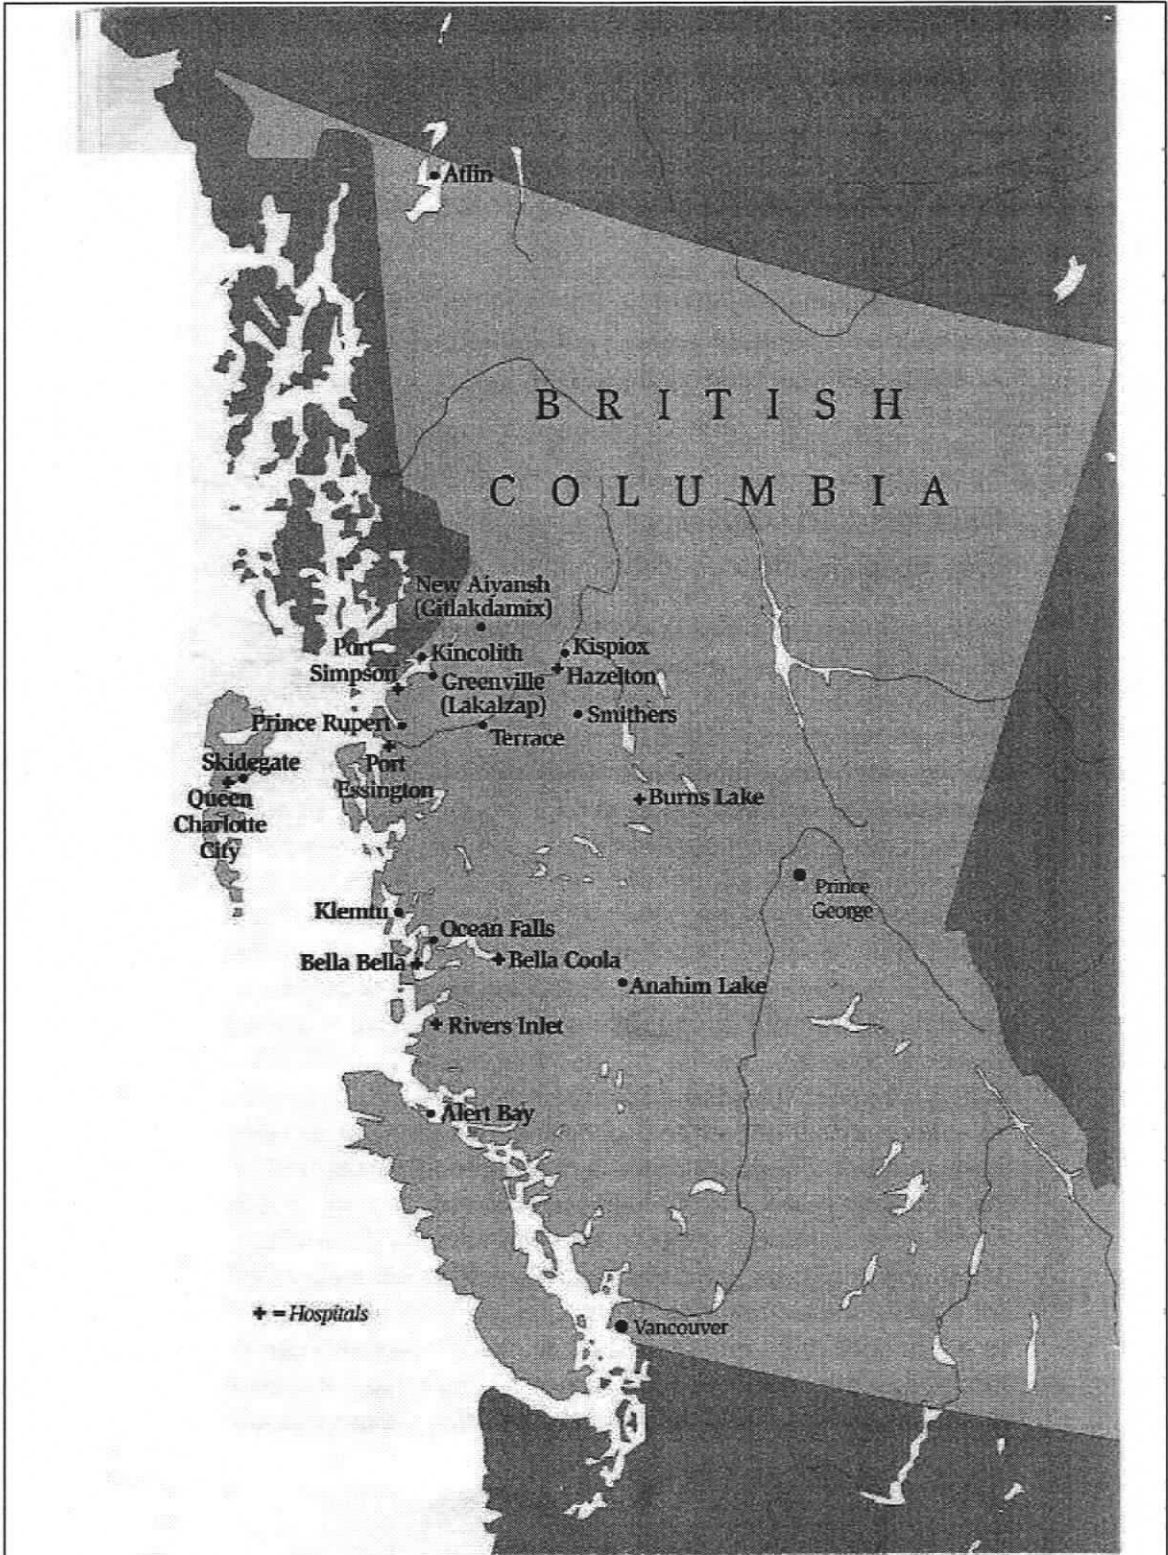 Atlin
BRITISH
COLUMBIA
New Aiyansh
(Gitlakdamix)
Port
Simpson
Kincolith
Kispiox
Hazelton
Greenville
(Lakalzap)
Prince Rupert
Smithers
Terrace
Skidegate
Port
Essington
Queen
Charlotte
City
Burns Lake
Prince
George
Klemtu
Ocean Falls
Bella Bella
Bella Coola
Anahim Lake
Rivers Inlet
Alert Bay
✚ = Hospitals
Vancouver